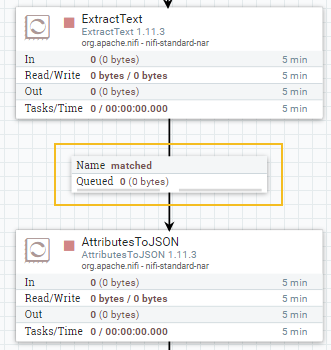 ExtractText
ExtractText 1.11.3
org.apache.nifi - nifi-standard-nar
In 0 (0 bytes) 5 min
Read/Write 0 bytes / 0 bytes 5 min
Out 0 (0 bytes) 5 min
Tasks/Time 0 / 00:00:00.000 5 min
Name matched
Queued 0 (0 bytes)
AttributesToJSON
AttributesToJSON 1.11.3
org.apache.nifi - nifi-standard-nar
In 0 (0 bytes) 5 min
Read/Write 0 bytes / 0 bytes 5 min
Out 0 (0 bytes) 5 min
Tasks/Time 0 / 00:00:00.000 5 min